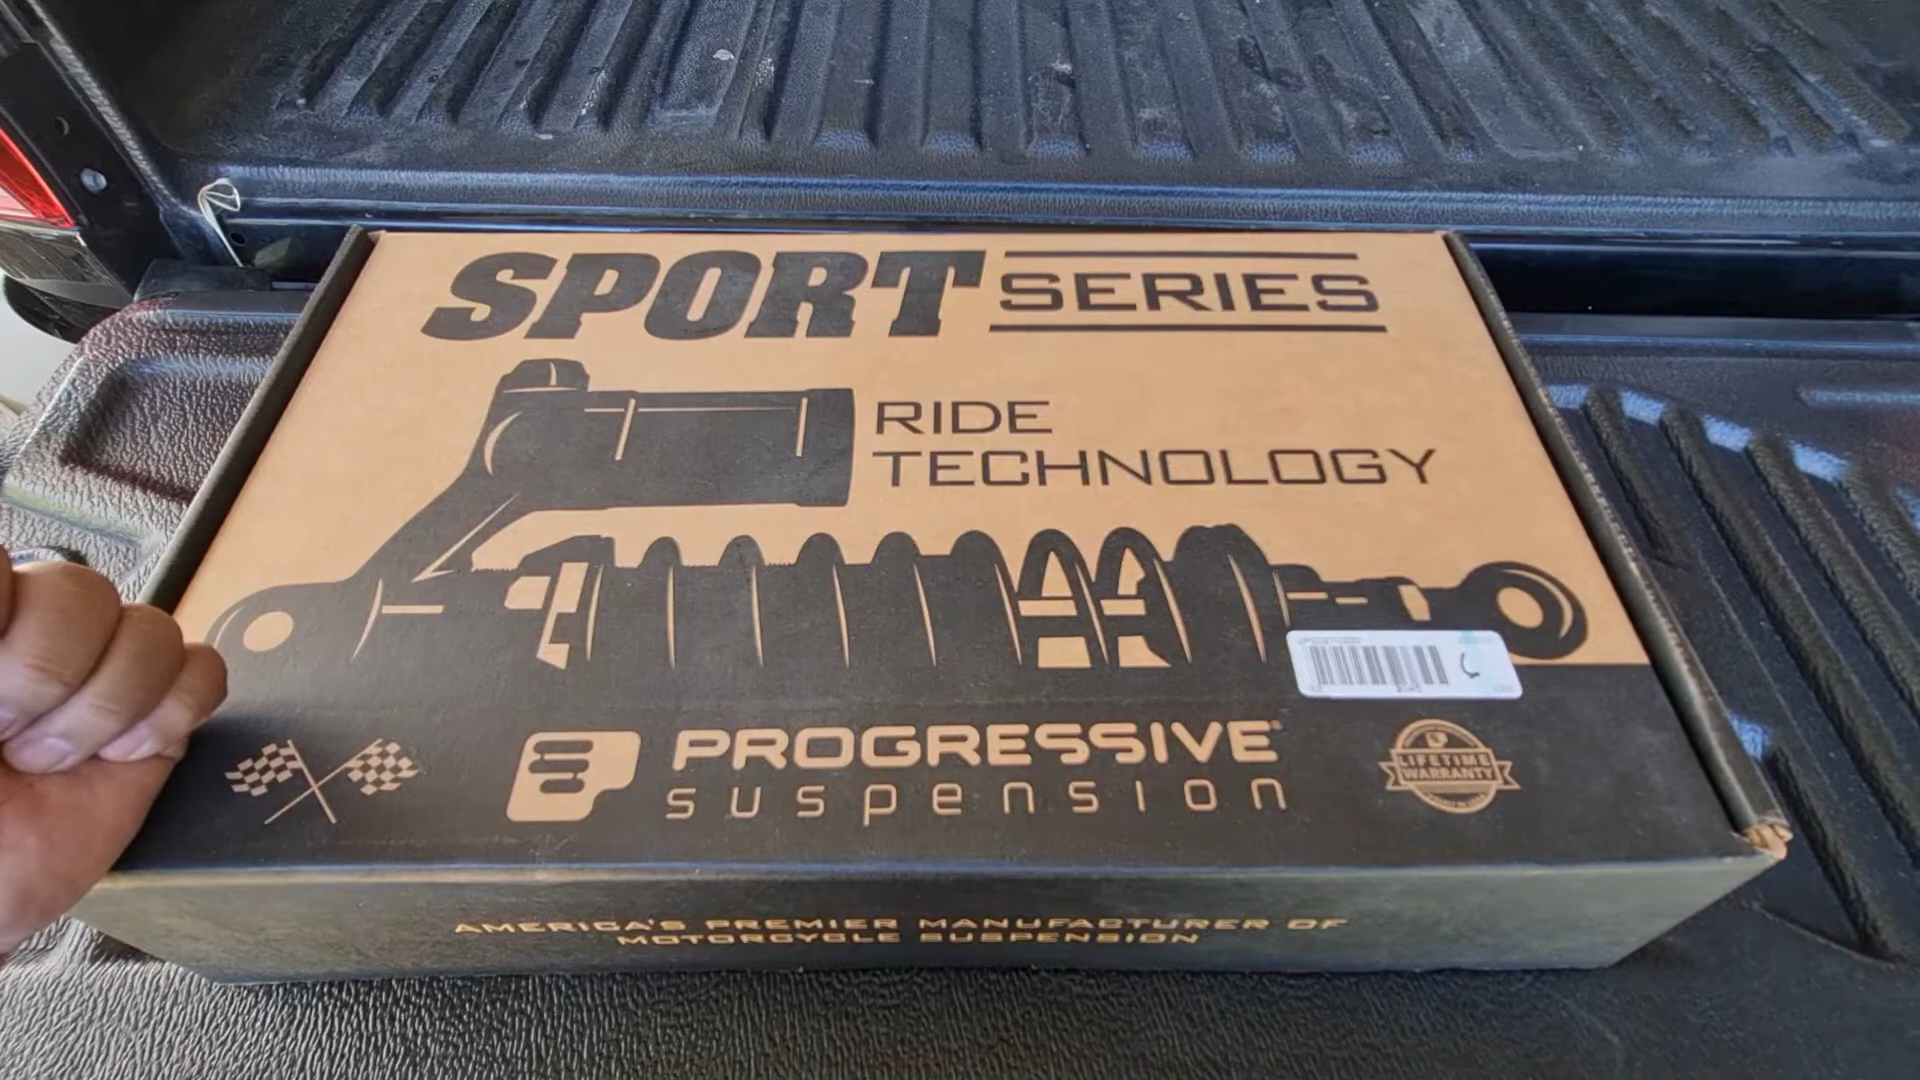 SPORT SERIES
RIDE
TECHNOLOGY
PROGRESSIVE
suspension
LIFETIME
WARRANTY
AMERICA'S PREMIER MANUFACTURER OF
MOTORCYCLE SUSPENSION